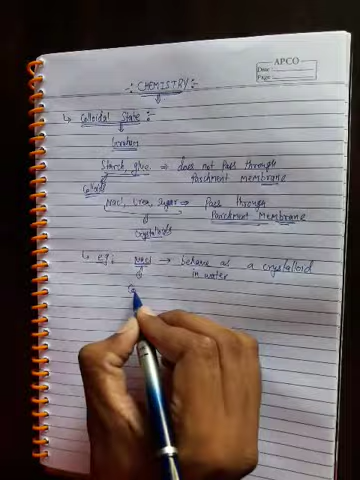 APCO
Date :
Page :
-: CHEMISTRY :-
↳ Colloidal State :-
Graham
Starch, glue ⇒ does not pass through
parchment membrane
colloids
NaCl, Urea, sugar ⇒ pass through
parchment membrane
crystalloids
↳ eg: NaCl → behave as a crystalloid
in water